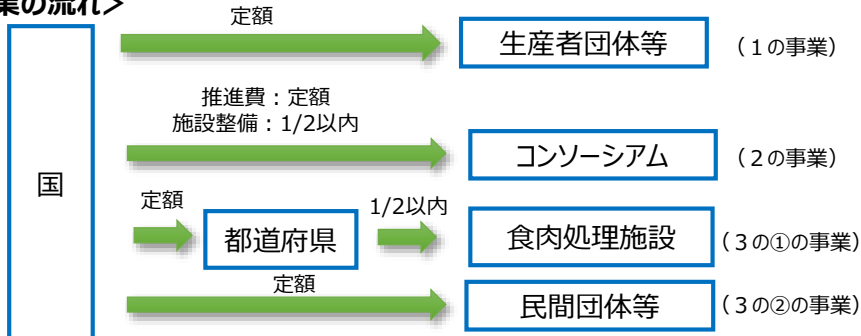 業の流れ＞
国
定額
生産者団体等
（１の事業）
推進費：定額
施設整備：1/2以内
コンソーシアム
（２の事業）
定額
都道府県
1/2以内
食肉処理施設
（３の①の事業）
定額
民間団体等
（３の②の事業）